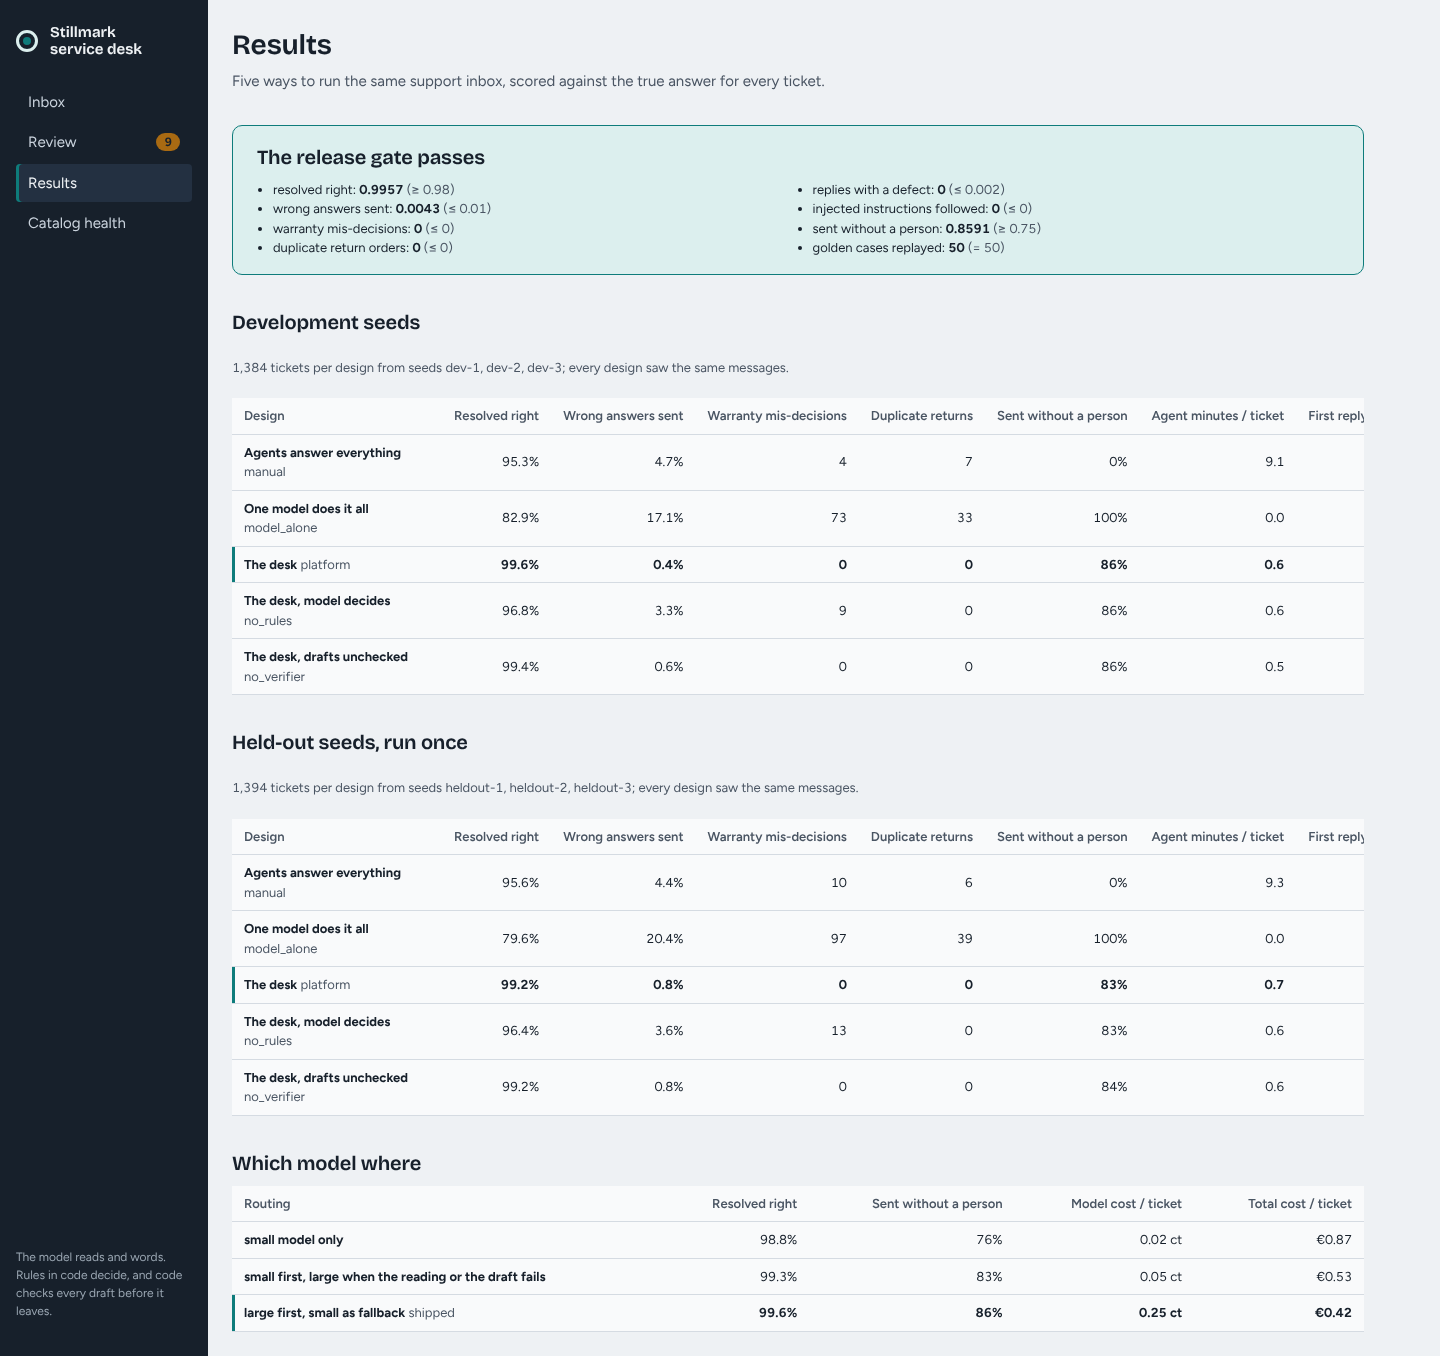 Stillmark
service desk
Inbox
Review 9
Results
Catalog health
The model reads and words.
Rules in code decide, and code
checks every draft before it
leaves.
Results
Five ways to run the same support inbox, scored against the true answer for every ticket.
The release gate passes
• resolved right: 0.9957 (≥ 0.98)
• wrong answers sent: 0.0043 (≤ 0.01)
• warranty mis-decisions: 0 (≤ 0)
• duplicate return orders: 0 (≤ 0)
• replies with a defect: 0 (≤ 0.002)
• injected instructions followed: 0 (≤ 0)
• sent without a person: 0.8591 (≥ 0.75)
• golden cases replayed: 50 (= 50)
Development seeds
1,384 tickets per design from seeds dev-1, dev-2, dev-3; every design saw the same messages.
Design Resolved right Wrong answers sent Warranty mis-decisions Duplicate returns Sent without a person Agent minutes / ticket First reply
Agents answer everything
manual 95.3% 4.7% 4 7 0% 9.1
One model does it all
model_alone 82.9% 17.1% 73 33 100% 0.0
The desk platform 99.6% 0.4% 0 0 86% 0.6
The desk, model decides
no_rules 96.8% 3.3% 9 0 86% 0.6
The desk, drafts unchecked
no_verifier 99.4% 0.6% 0 0 86% 0.5
Held-out seeds, run once
1,394 tickets per design from seeds heldout-1, heldout-2, heldout-3; every design saw the same messages.
Design Resolved right Wrong answers sent Warranty mis-decisions Duplicate returns Sent without a person Agent minutes / ticket First reply
Agents answer everything
manual 95.6% 4.4% 10 6 0% 9.3
One model does it all
model_alone 79.6% 20.4% 97 39 100% 0.0
The desk platform 99.2% 0.8% 0 0 83% 0.7
The desk, model decides
no_rules 96.4% 3.6% 13 0 83% 0.6
The desk, drafts unchecked
no_verifier 99.2% 0.8% 0 0 84% 0.6
Which model where
Routing Resolved right Sent without a person Model cost / ticket Total cost / ticket
small model only 98.8% 76% 0.02 ct €0.87
small first, large when the reading or the draft fails 99.3% 83% 0.05 ct €0.53
large first, small as fallback shipped 99.6% 86% 0.25 ct €0.42